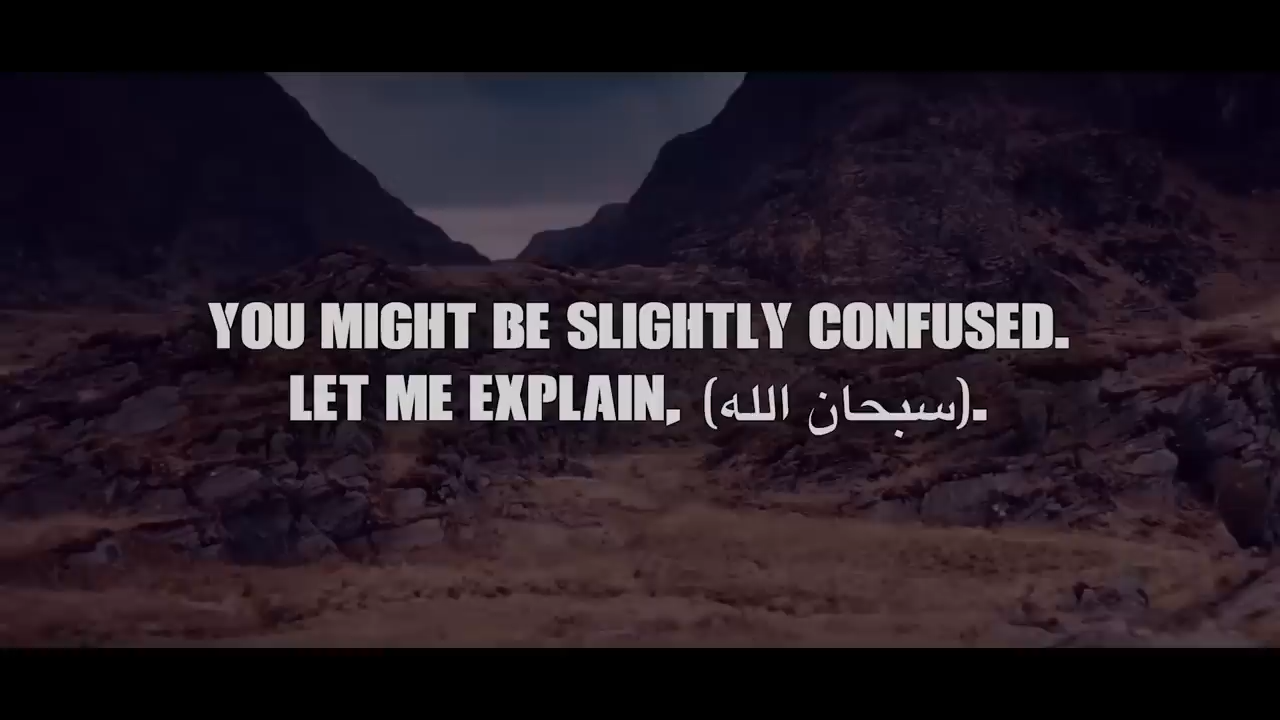 YOU MIGHT BE SLIGHTLY CONFUSED.
LET ME EXPLAIN, (سبحان الله).